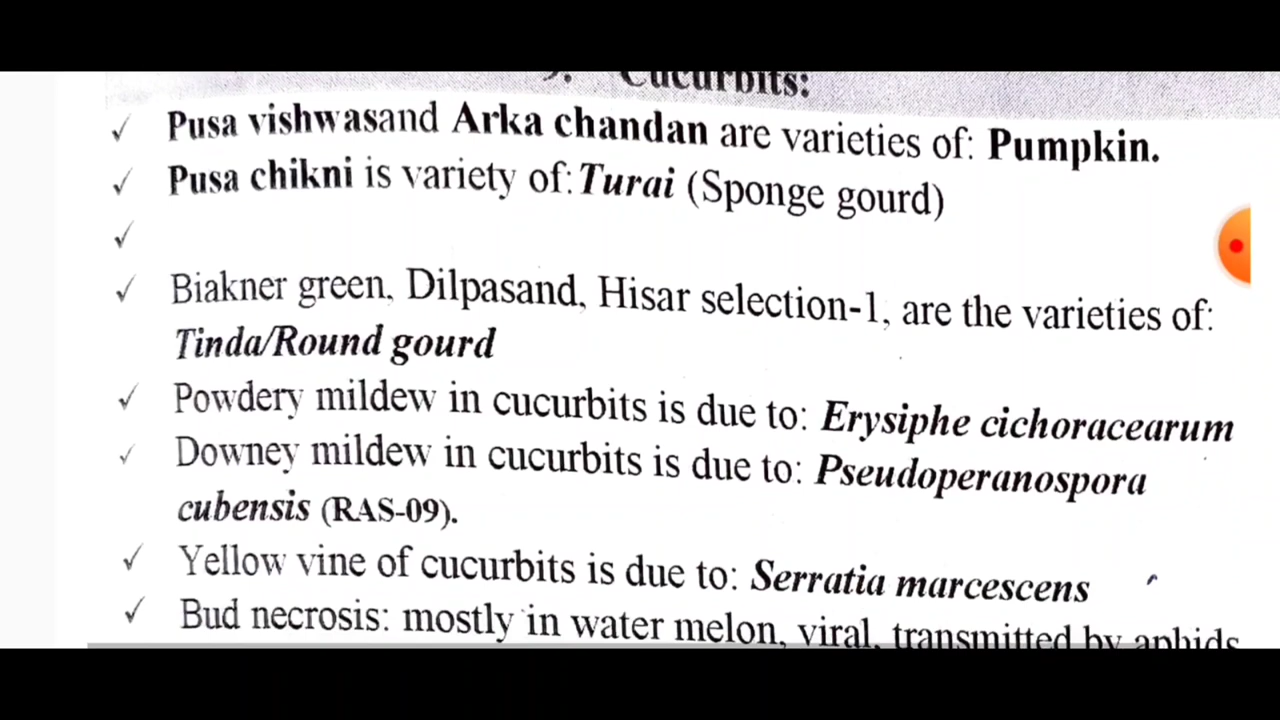 Cucurbits:
✓ Pusa vishwasand Arka chandan are varieties of: Pumpkin.
✓ Pusa chikni is variety of: Turai (Sponge gourd)
✓
✓ Biakner green, Dilpasand, Hisar selection-1, are the varieties of:
Tinda/Round gourd
✓ Powdery mildew in cucurbits is due to: Erysiphe cichoracearum
✓ Downey mildew in cucurbits is due to: Pseudoperanospora
cubensis (RAS-09).
✓ Yellow vine of cucurbits is due to: Serratia marcescens
✓ Bud necrosis: mostly in water melon, viral, transmitted by aphids